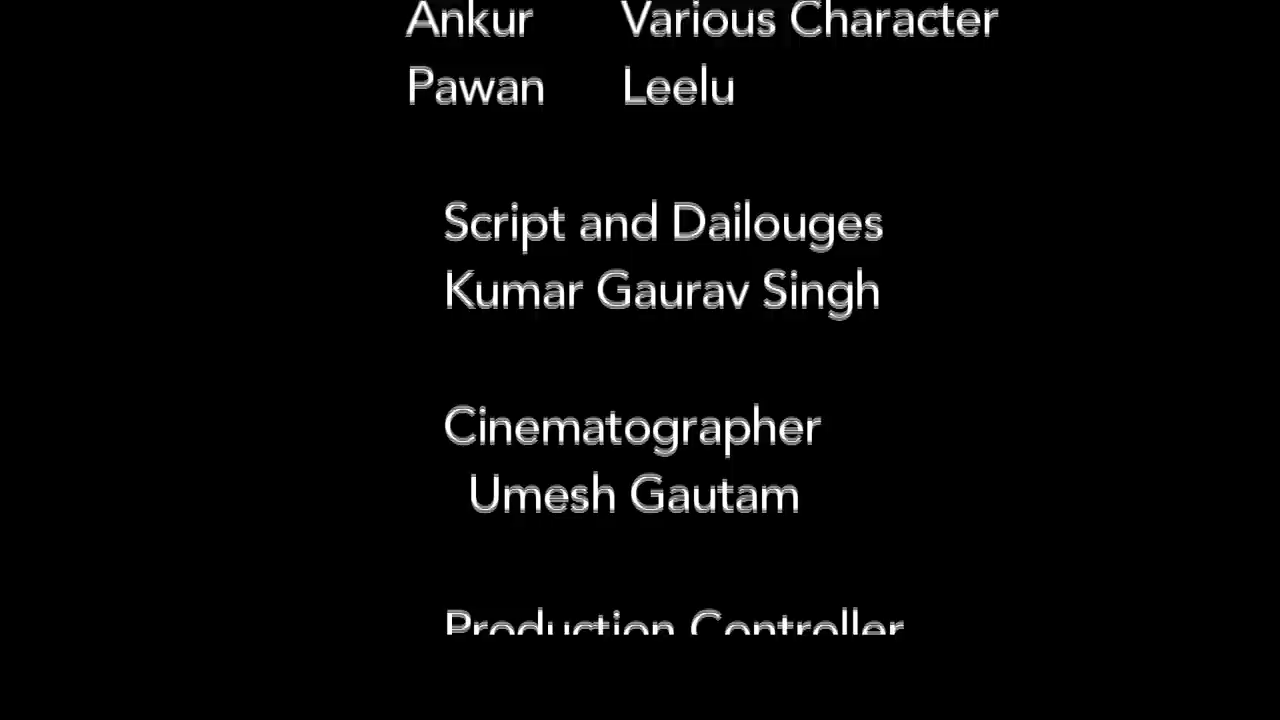 Ankur Various Character
Pawan Leelu
Script and Dailouges
Kumar Gaurav Singh
Cinematographer
Umesh Gautam
Production Controller